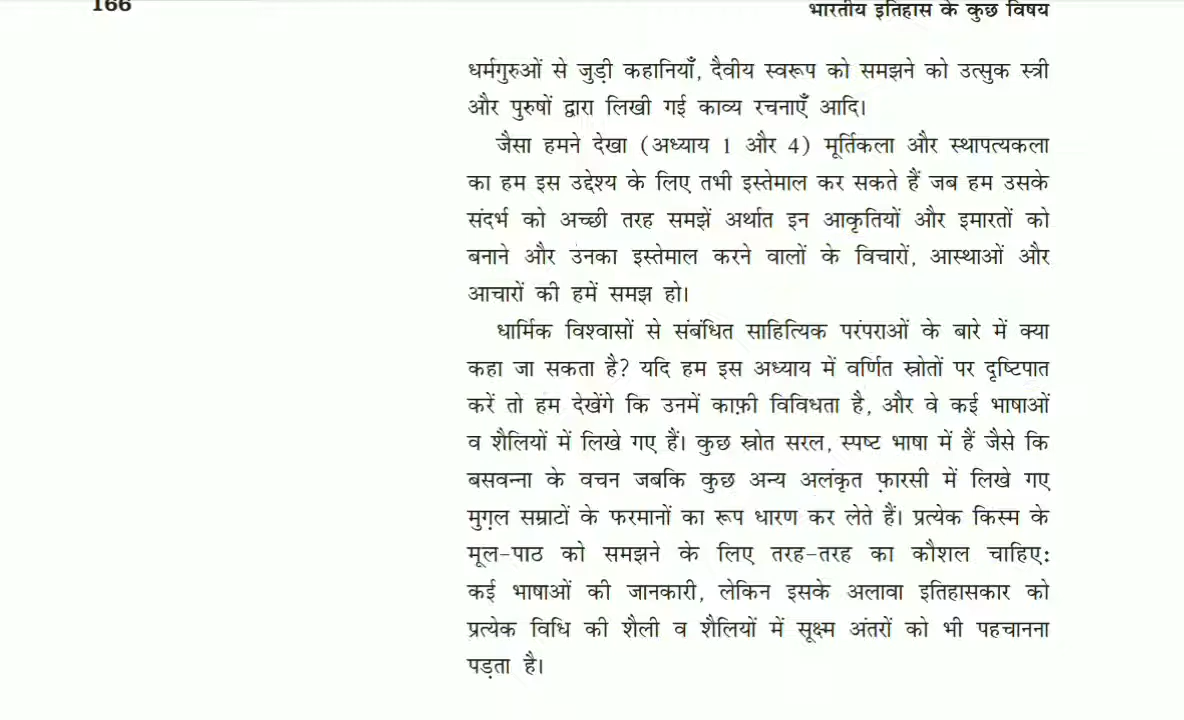 166
भारतीय इतिहास के कुछ विषय
धर्मगुरुओं से जुड़ी कहानियाँ, दैवीय स्वरूप को समझने को उत्सुक स्त्री
और पुरुषों द्वारा लिखी गई काव्य रचनाएँ आदि।
जैसा हमने देखा (अध्याय 1 और 4) मूर्तिकला और स्थापत्यकला
का हम इस उद्देश्य के लिए तभी इस्तेमाल कर सकते हैं जब हम उसके
संदर्भ को अच्छी तरह समझें अर्थात इन आकृतियों और इमारतों को
बनाने और उनका इस्तेमाल करने वालों के विचारों, आस्थाओं और
आचारों की हमें समझ हो।
धार्मिक विश्वासों से संबंधित साहित्यिक परंपराओं के बारे में क्या
कहा जा सकता है? यदि हम इस अध्याय में वर्णित स्रोतों पर दृष्टिपात
करें तो हम देखेंगे कि उनमें काफ़ी विविधता है, और वे कई भाषाओं
व शैलियों में लिखे गए हैं। कुछ स्रोत सरल, स्पष्ट भाषा में हैं जैसे कि
बसवन्ना के वचन जबकि कुछ अन्य अलंकृत फ़ारसी में लिखे गए
मुग़ल सम्राटों के फरमानों का रूप धारण कर लेते हैं। प्रत्येक किस्म के
मूल-पाठ को समझने के लिए तरह-तरह का कौशल चाहिए:
कई भाषाओं की जानकारी, लेकिन इसके अलावा इतिहासकार को
प्रत्येक विधि की शैली व शैलियों में सूक्ष्म अंतरों को भी पहचानना
पड़ता है।